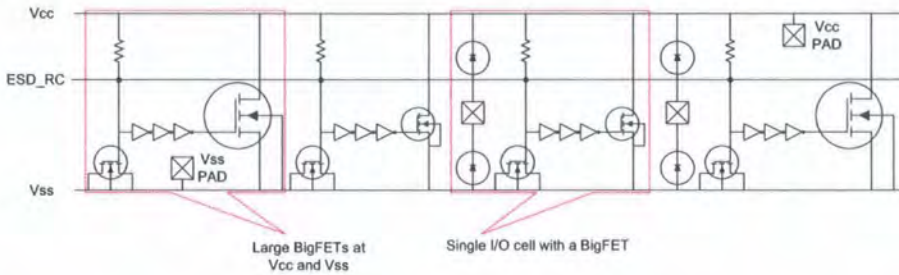 Vcc
Vcc
PAD
ESD_RC
Vss
PAD
Vss
Large BigFETs at
Vcc and Vss
Single I/O cell with a BigFET